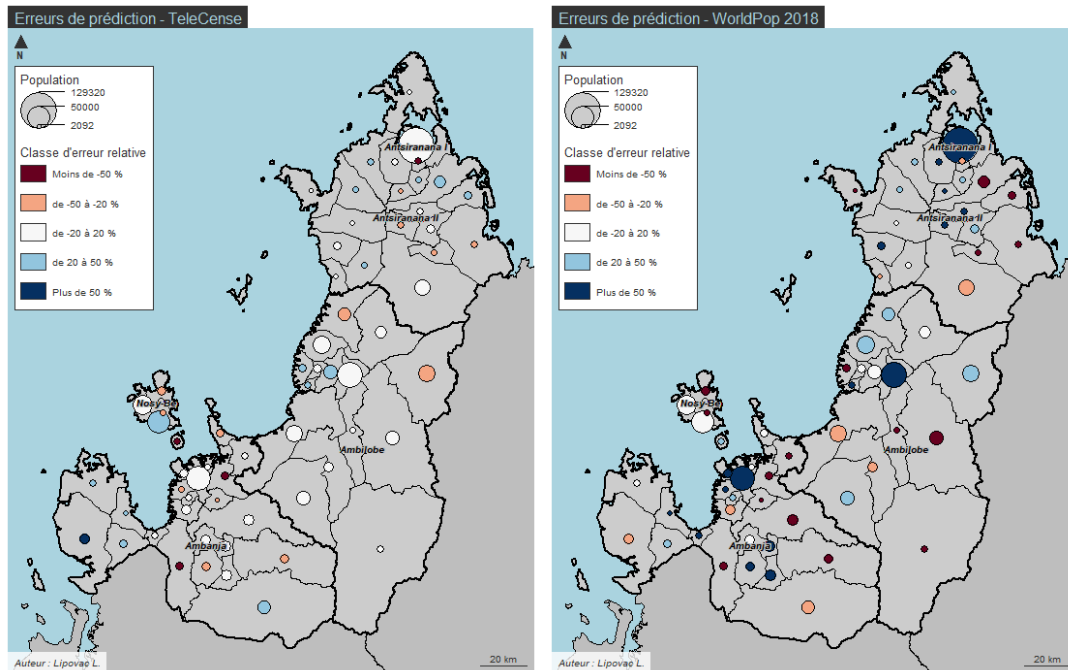 Erreurs de prédiction - TeleCense
N
Population
129320
50000
2092
Classe d'erreur relative
Moins de -50 %
de -50 à -20 %
de -20 à 20 %
de 20 à 50 %
Plus de 50 %
Antsiranana I
Antsiranana II
Nosy-Be
Ambilobe
Ambanja
Auteur : Lipovac L.
20 km
Erreurs de prédiction - WorldPop 2018
N
Population
129320
50000
2092
Classe d'erreur relative
Moins de -50 %
de -50 à -20 %
de -20 à 20 %
de 20 à 50 %
Plus de 50 %
Antsiranana I
Antsiranana II
Nosy-Be
Ambilobe
Ambanja
Auteur : Lipovac L.
20 km